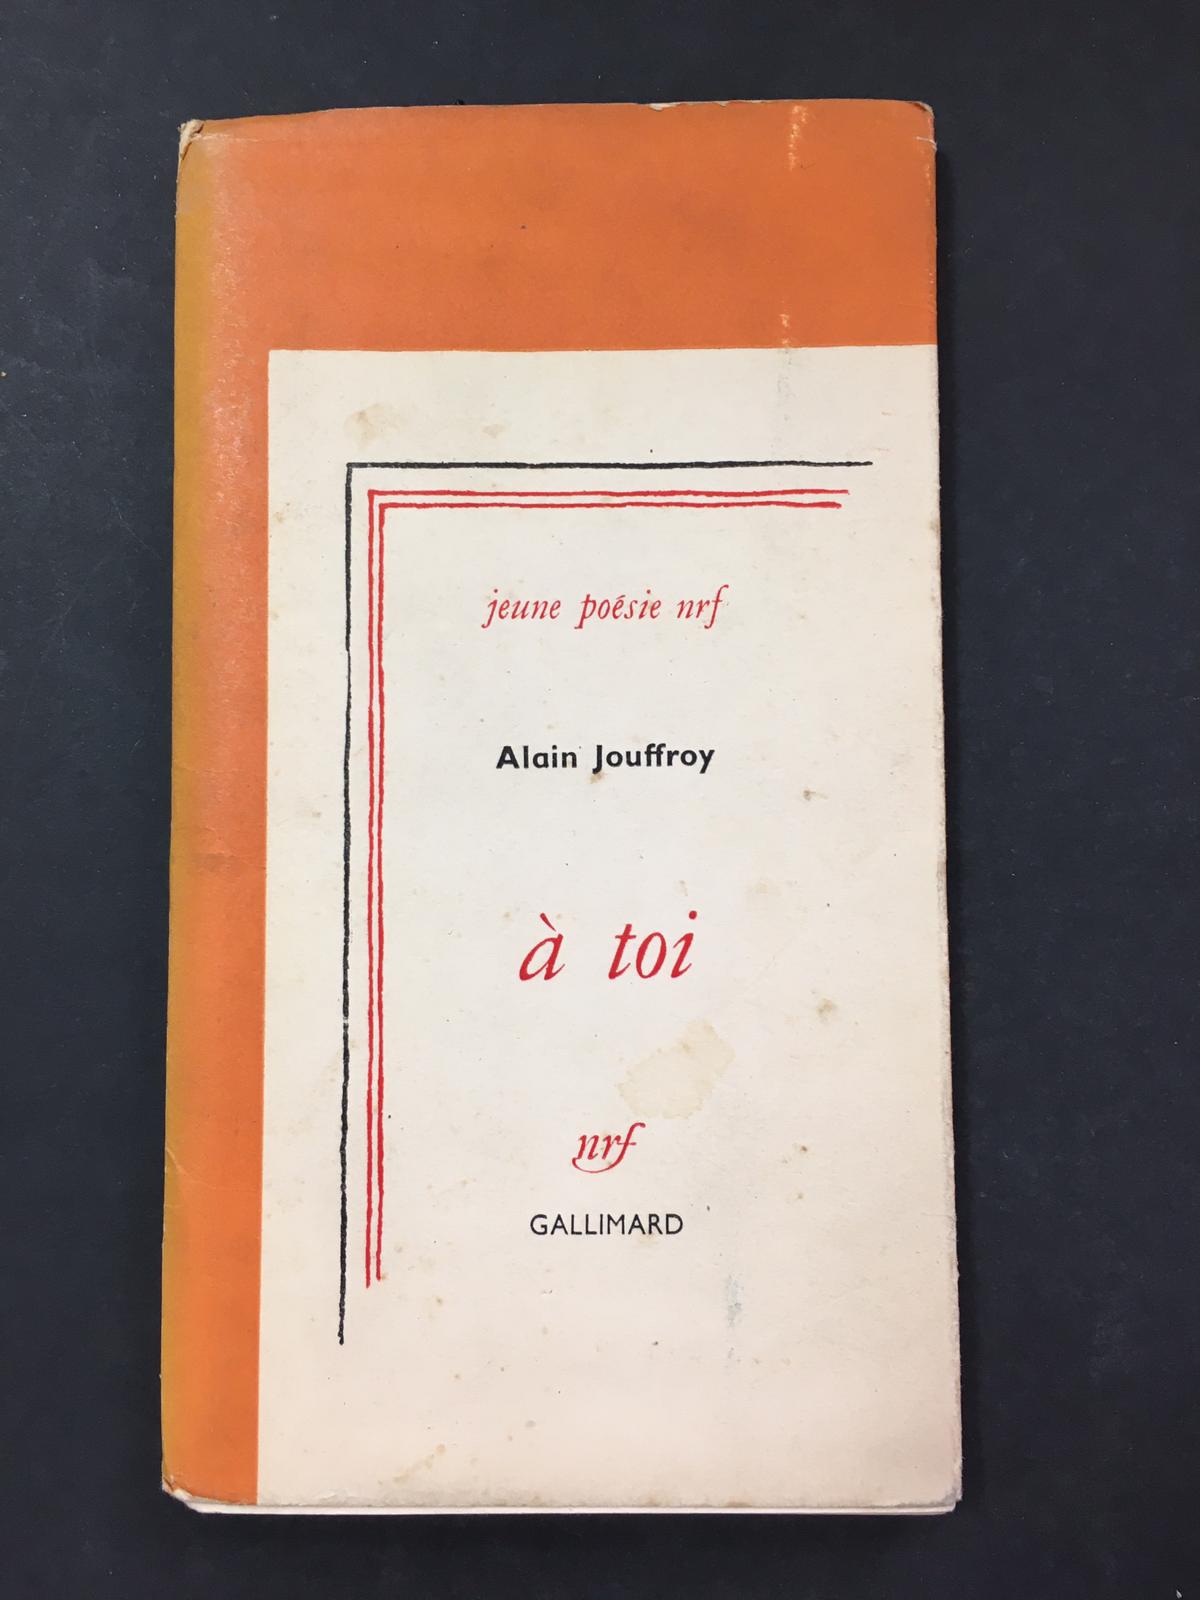 jeune poésie nrf
Alain Jouffroy
à toi
nrf
GALLIMARD